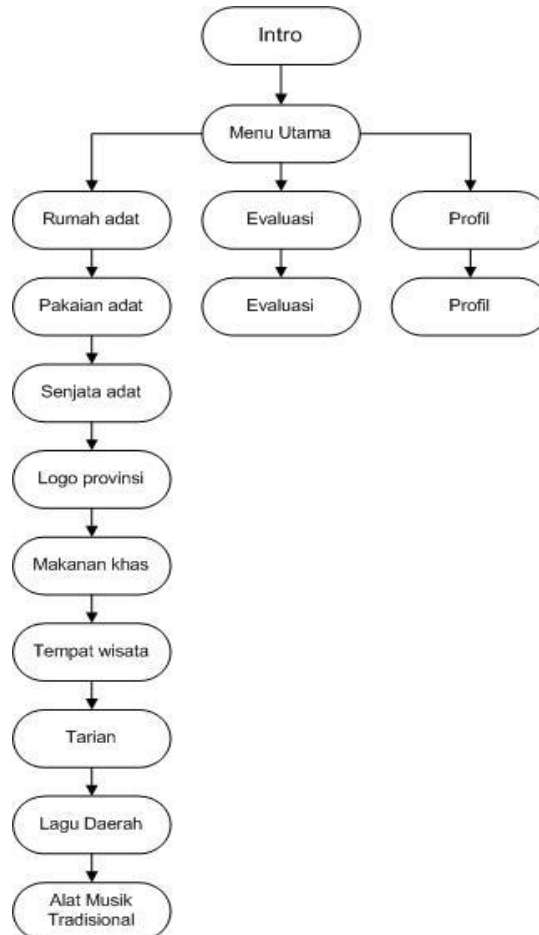 Intro
Menu Utama
Rumah adat
Evaluasi
Profil
Pakaian adat
Evaluasi
Profil
Senjata adat
Logo provinsi
Makanan khas
Tempat wisata
Tarian
Lagu Daerah
Alat Musik
Tradisional